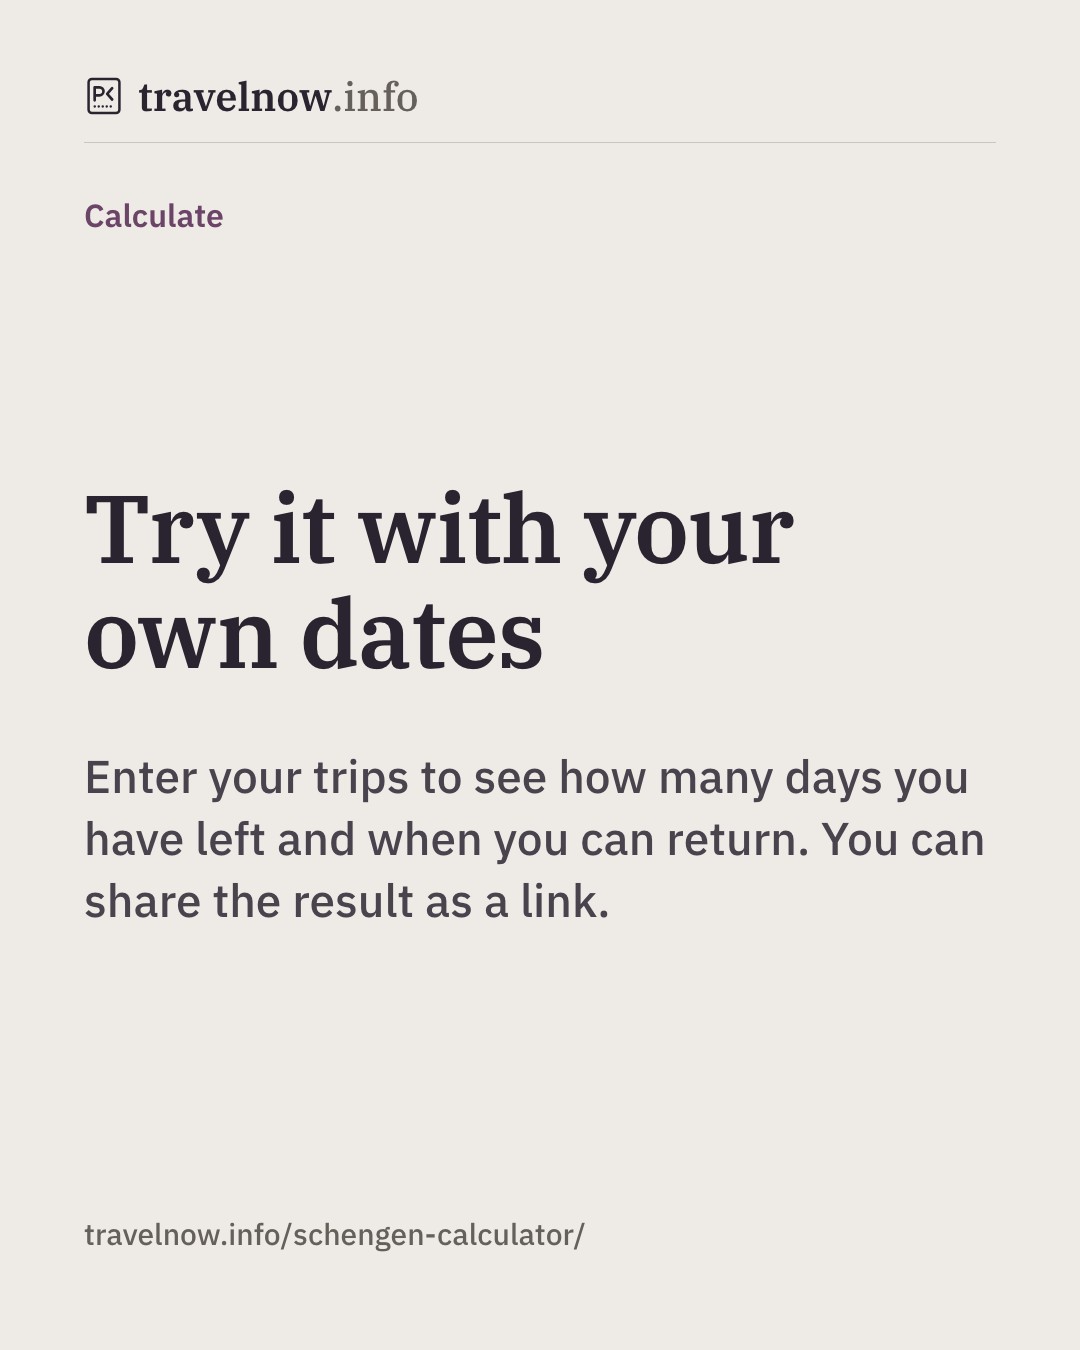 travelnow.info
Calculate
Try it with your
own dates
Enter your trips to see how many days you
have left and when you can return. You can
share the result as a link.
travelnow.info/schengen-calculator/